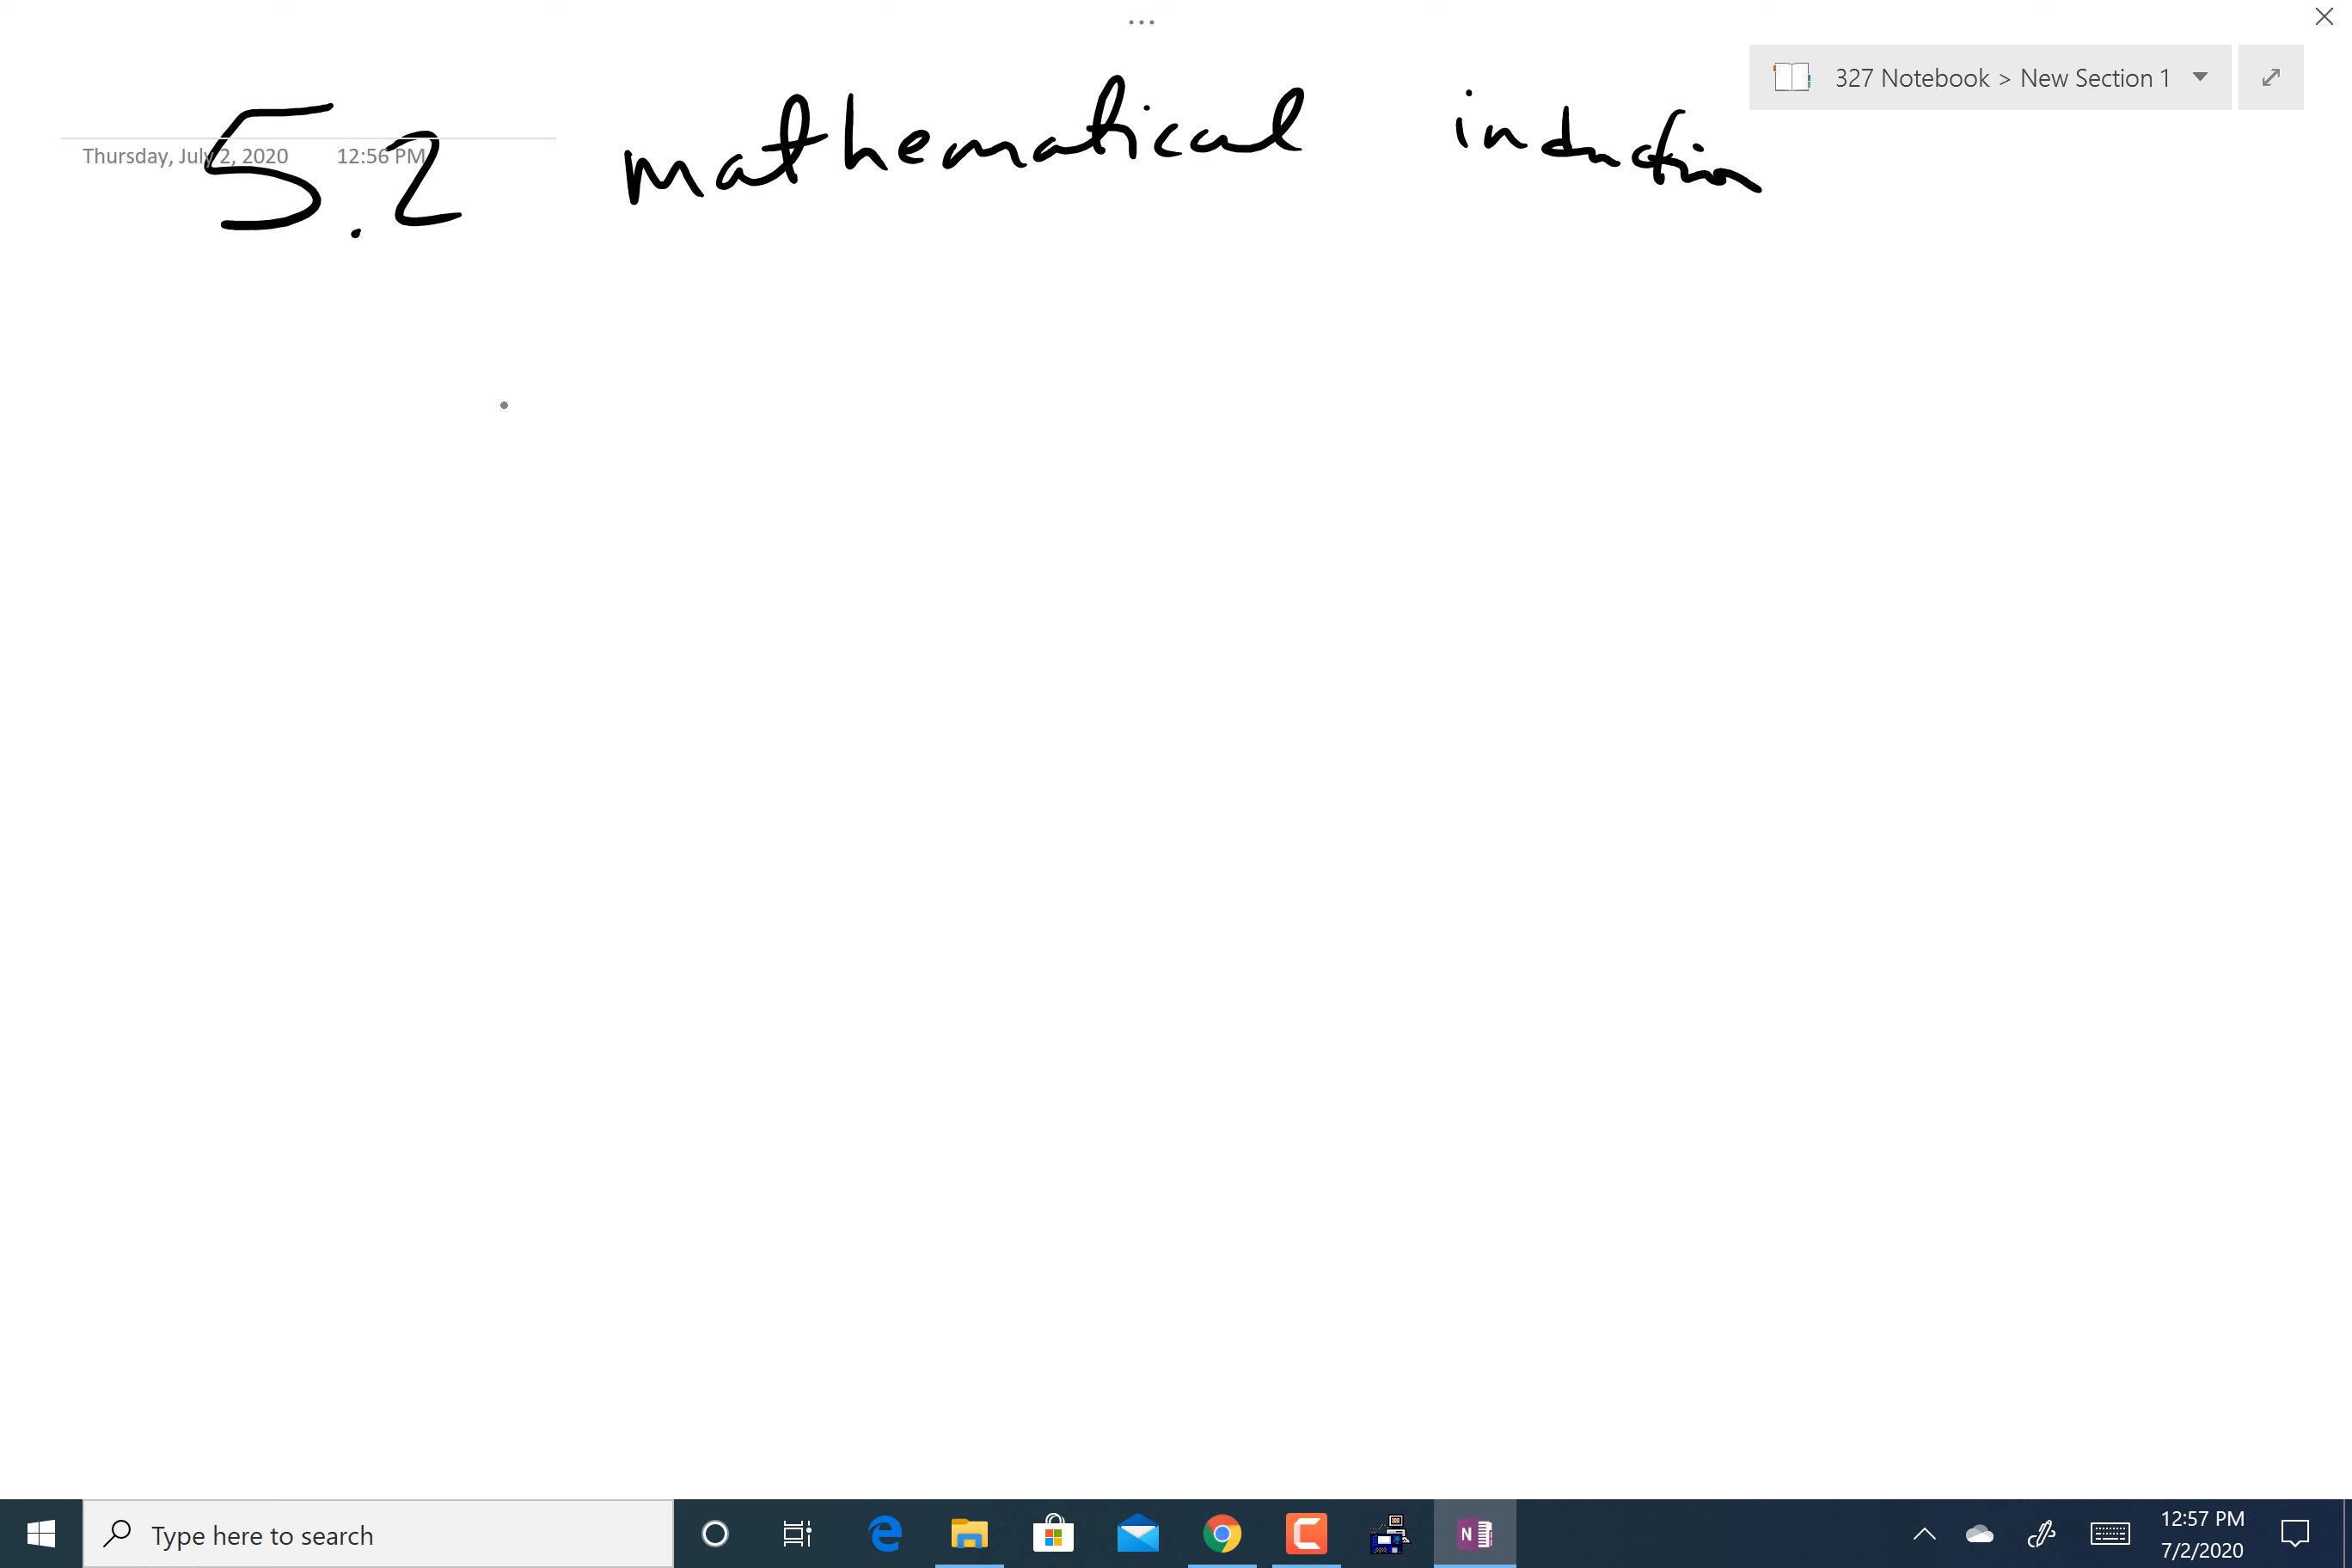 327 Notebook > New Section 1
5.2 mathematical induction
Thursday, July 2, 2020 12:56 PM
Type here to search
12:57 PM
7/2/2020